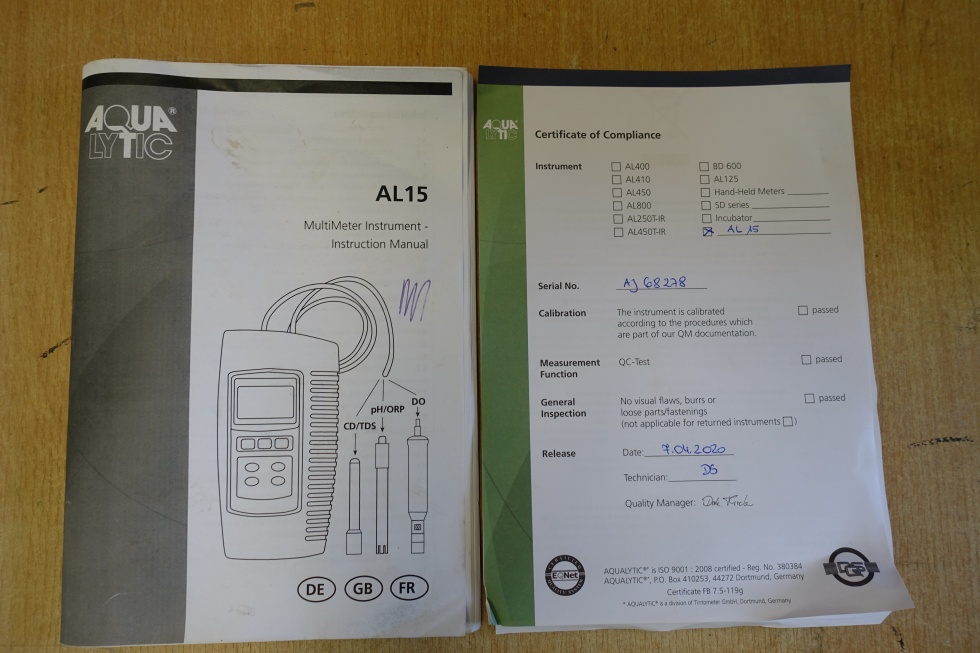 AQUA®
LYTIC
AL15
MultiMeter Instrument -
Instruction Manual
DO
pH/ORP
CD/TDS
DE GB FR
AQUA
LYTIC
Certificate of Compliance
Instrument
AL400
AL410
AL450
AL800
AL250T-IR
AL450T-IR
BD 600
AL125
Hand-Held Meters
SD series
Incubator
AL 15
Serial No. AJ 68278
Calibration The instrument is calibrated passed
according to the procedures which
are part of our QM documentation.
Measurement QC-Test passed
Function
General No visual flaws, burrs or passed
Inspection loose parts/fastenings
(not applicable for returned instruments )
Release Date: 7.04.2020
Technician: DS
Quality Manager:
EQNet
AQUALYTIC®* is ISO 9001 : 2008 certified - Reg. No. 380384
AQUALYTIC®*, P.O. Box 410253, 44272 Dortmund, Germany
Certificate FB 7.5-119g
* AQUALYTIC® is a division of Tintometer GmbH, Dortmund, Germany
DQS